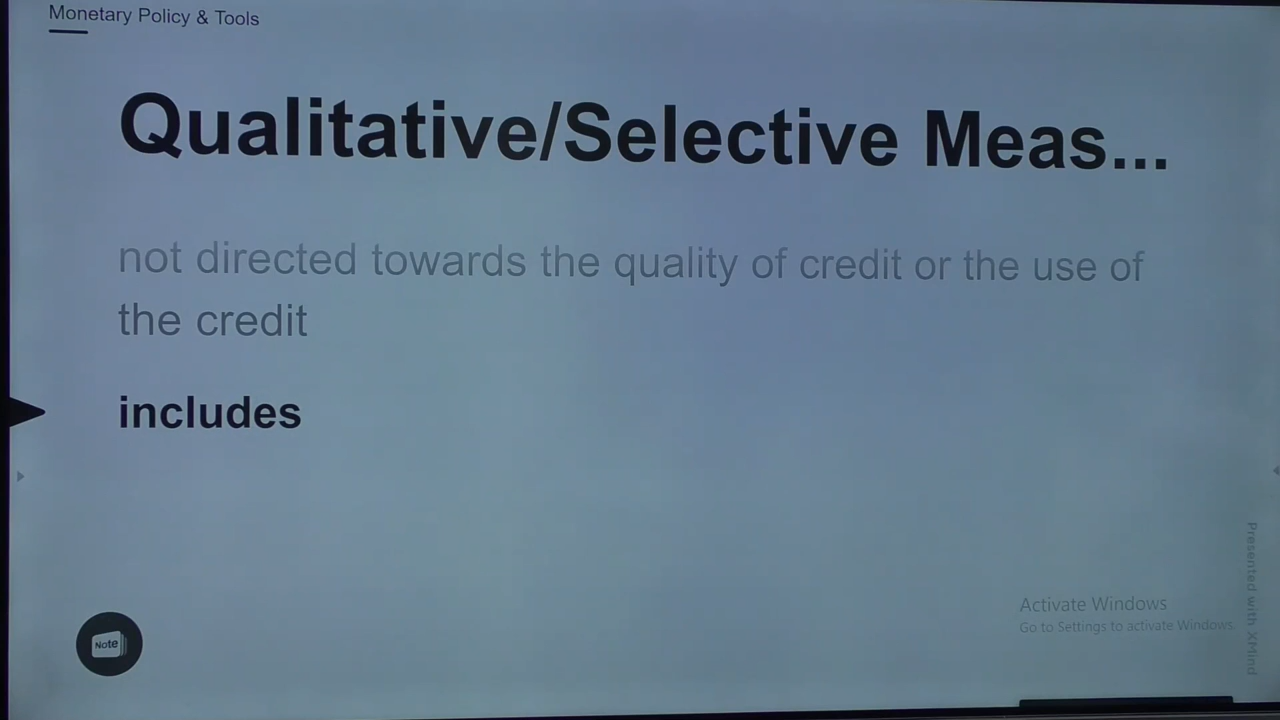 Monetary Policy & Tools
Qualitative/Selective Meas...
not directed towards the quality of credit or the use of
the credit
includes
Note
Activate Windows
Go to Settings to activate Windows.
Presented with XMind